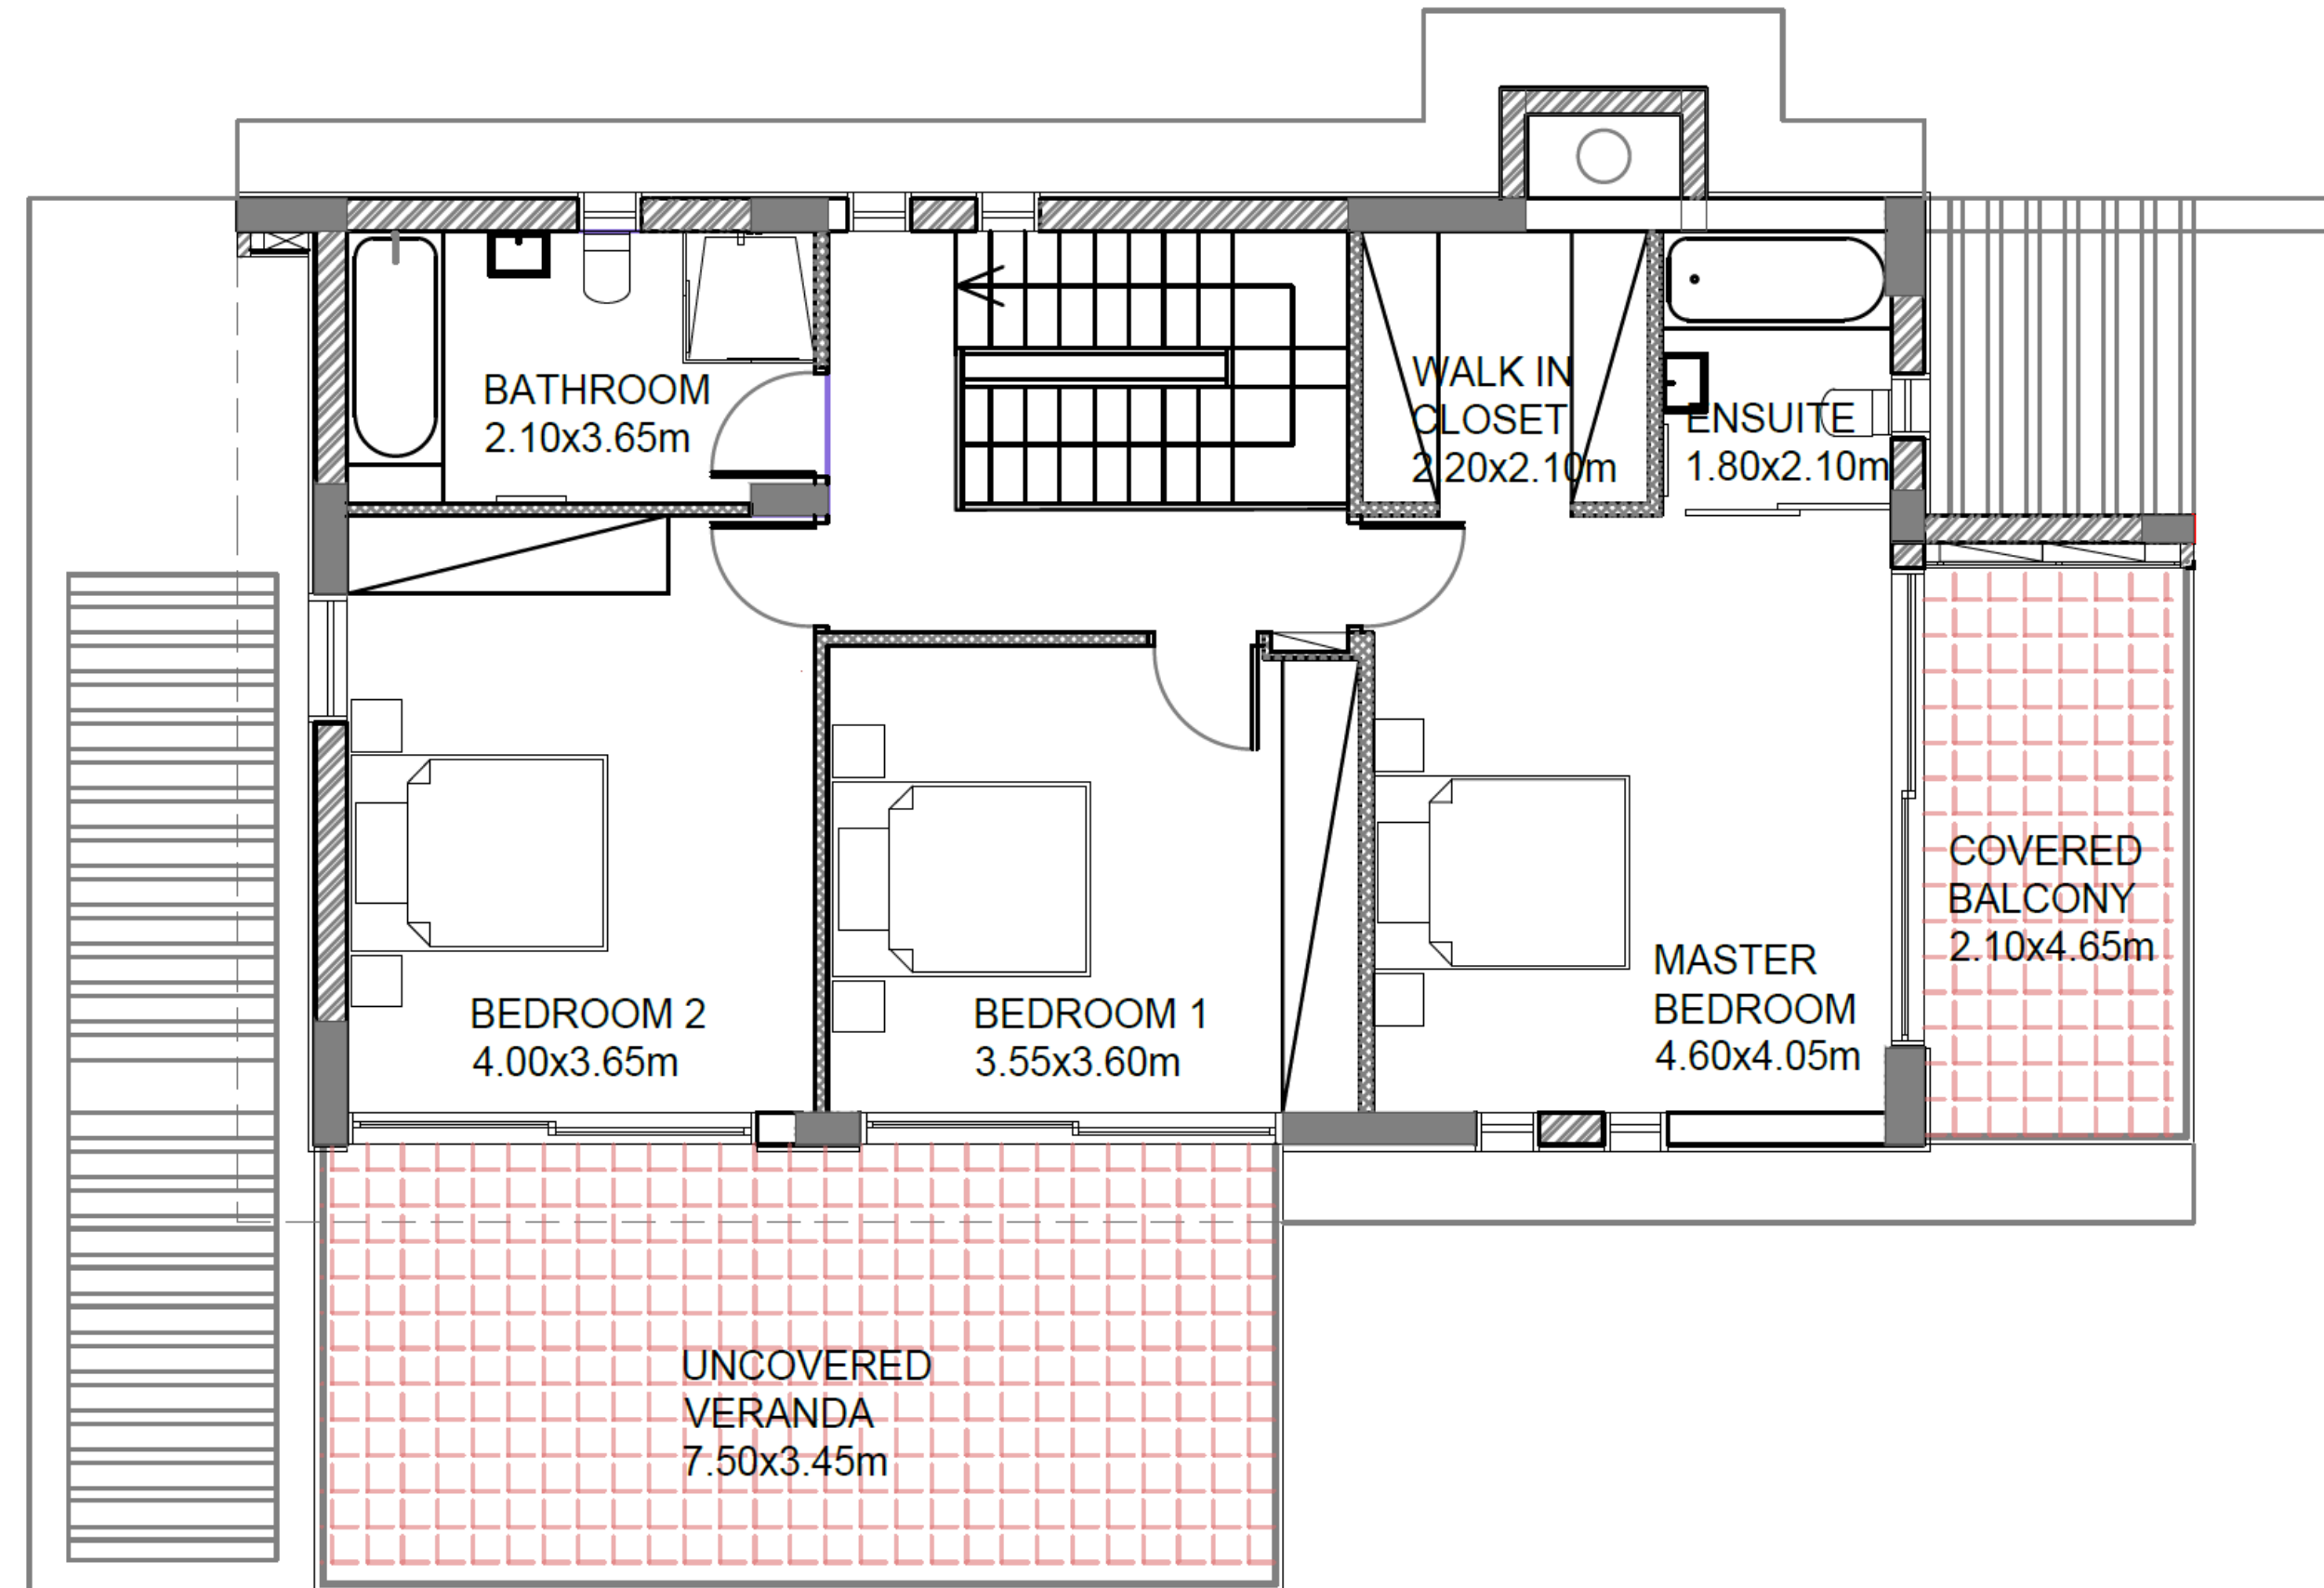 BATHROOM
2.10x3.65m
WALK IN
CLOSET
2.20x2.10m
ENSUITE
1.80x2.10m
BEDROOM 2
4.00x3.65m
BEDROOM 1
3.55x3.60m
MASTER
BEDROOM
4.60x4.05m
COVERED
BALCONY
2.10x4.65m
UNCOVERED
VERANDA
7.50x3.45m